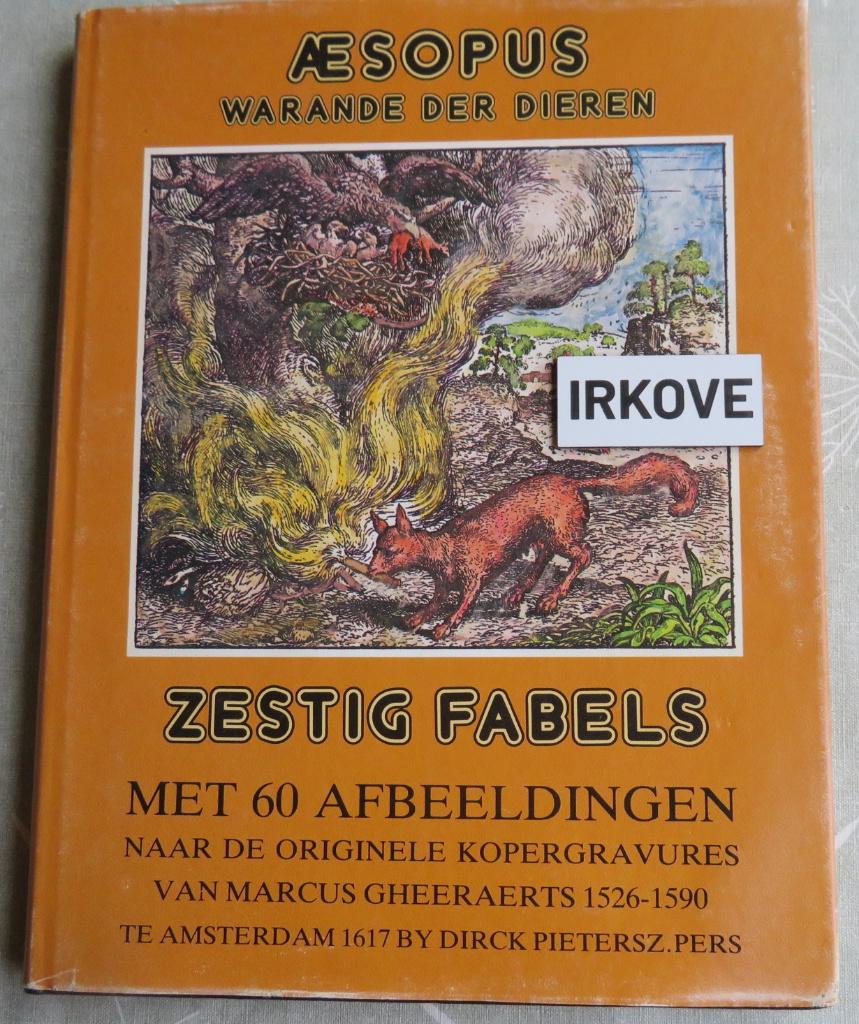 ÆSOPUS
WARANDE DER DIEREN
IRKOVE
ZESTIG FABELS
MET 60 AFBEELDINGEN
NAAR DE ORIGINELE KOPERGRAVURES
VAN MARCUS GHEERAERTS 1526-1590
TE AMSTERDAM 1617 BY DIRCK PIETERSZ.PERS